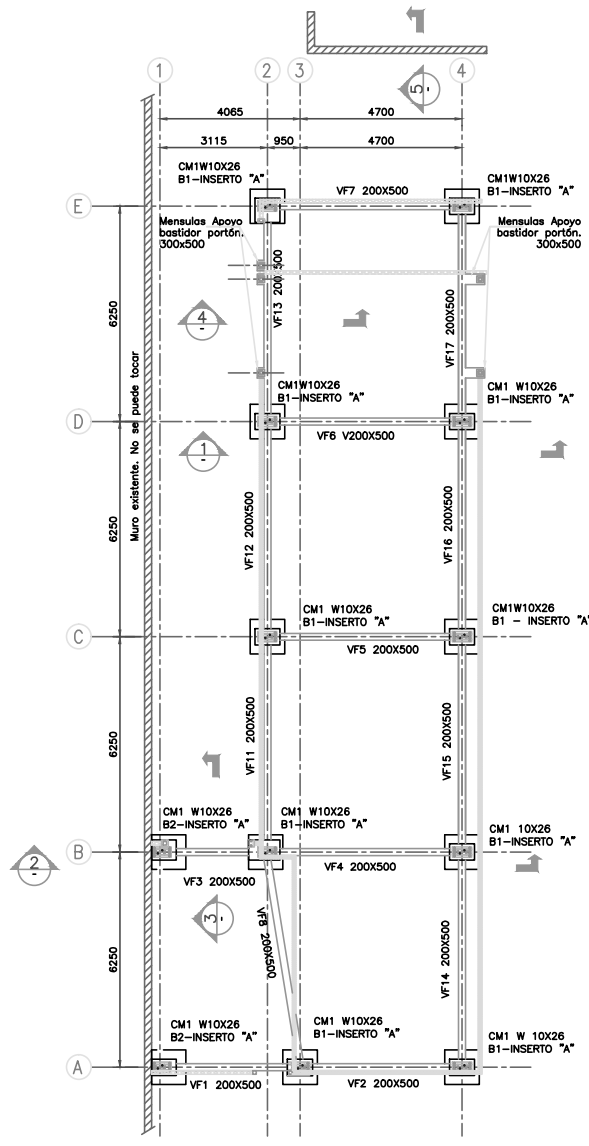 5
-
1
2
3
4
4065
4700
3115
950
4700
CM1W10X26
B1-INSERTO "A"
VF7 200X500
CM1W10X26
B1-INSERTO "A"
E
Mensulas Apoyo
bastidor portón.
300x500
Mensulas Apoyo
bastidor portón.
300x500
VF13 200X500
VF17 200X500
6250
4
-
Muro existente. No se puede tocar
CM1W10X26
B1-INSERTO "A"
CM1 W10X26
B1-INSERTO "A"
D
VF6 V200X500
1
-
6250
VF12 200X500
VF16 200X500
CM1 W10X26
B1-INSERTO "A"
CM1W10X26
B1 - INSERTO "A"
C
VF5 200X500
6250
VF11 200X500
VF15 200X500
CM1 W10X26
B2-INSERTO "A"
CM1 W10X26
B1-INSERTO "A"
CM1 10X26
B1-INSERTO "A"
B
2
-
VF3 200X500
VF4 200X500
3
-
VF8 200X500
VF14 200X500
6250
CM1 W10X26
B2-INSERTO "A"
CM1 W10X26
B1-INSERTO "A"
CM1 W 10X26
B1-INSERTO "A"
A
VF1 200X500
VF2 200X500